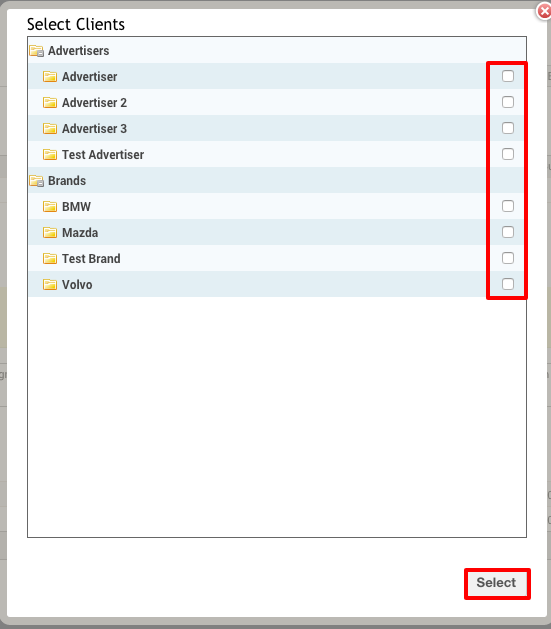 Select Clients
Advertisers
Advertiser
Advertiser 2
Advertiser 3
Test Advertiser
Brands
BMW
Mazda
Test Brand
Volvo
Select